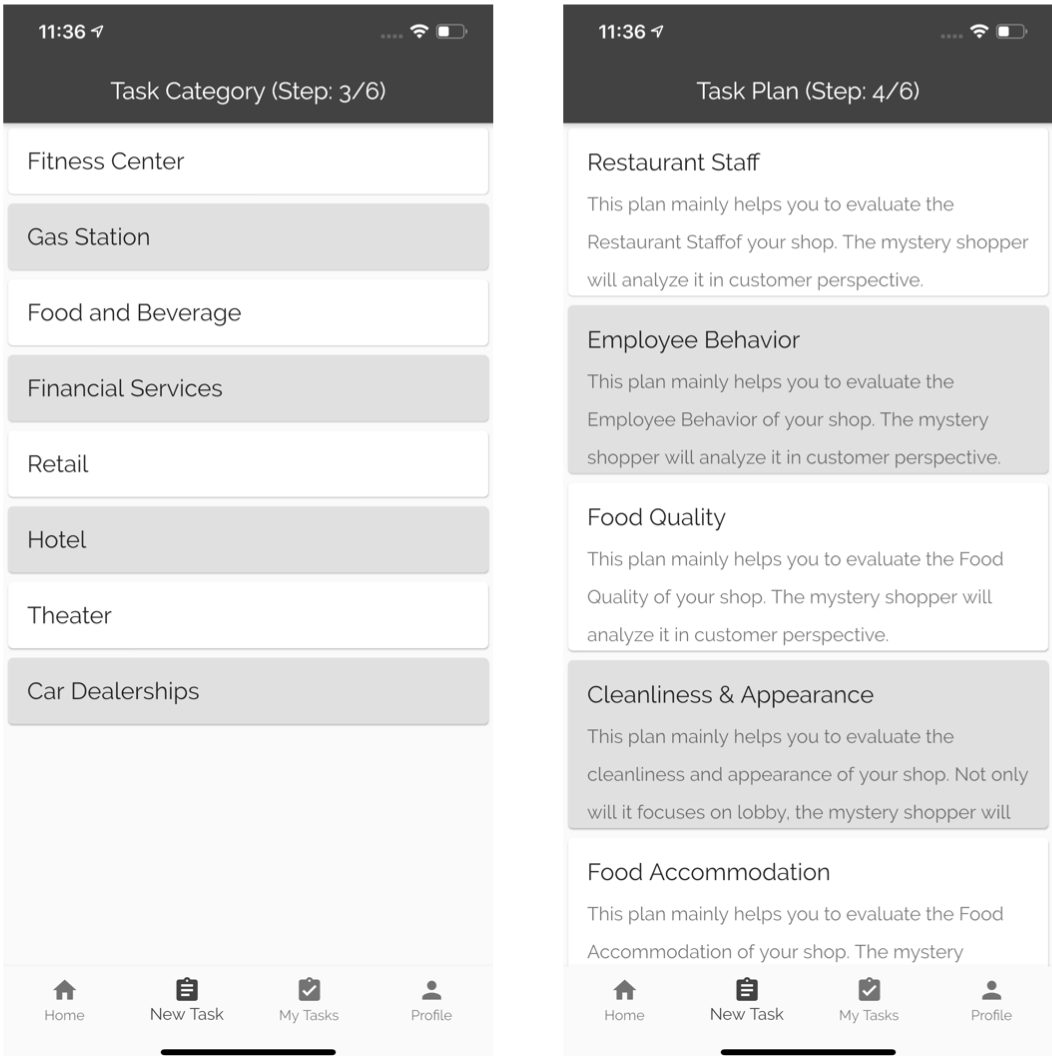 11:36
Task Category (Step: 3/6)
Fitness Center
Gas Station
Food and Beverage
Financial Services
Retail
Hotel
Theater
Car Dealerships
Home
New Task
My Tasks
Profile
11:36
Task Plan (Step: 4/6)
Restaurant Staff
This plan mainly helps you to evaluate the
Restaurant Staffof your shop. The mystery shopper
will analyze it in customer perspective.
Employee Behavior
This plan mainly helps you to evaluate the
Employee Behavior of your shop. The mystery
shopper will analyze it in customer perspective.
Food Quality
This plan mainly helps you to evaluate the Food
Quality of your shop. The mystery shopper will
analyze it in customer perspective.
Cleanliness & Appearance
This plan mainly helps you to evaluate the
cleanliness and appearance of your shop. Not only
will it focuses on lobby, the mystery shopper will
Food Accommodation
This plan mainly helps you to evaluate the Food
Accommodation of your shop. The mystery
Home
New Task
My Tasks
Profile